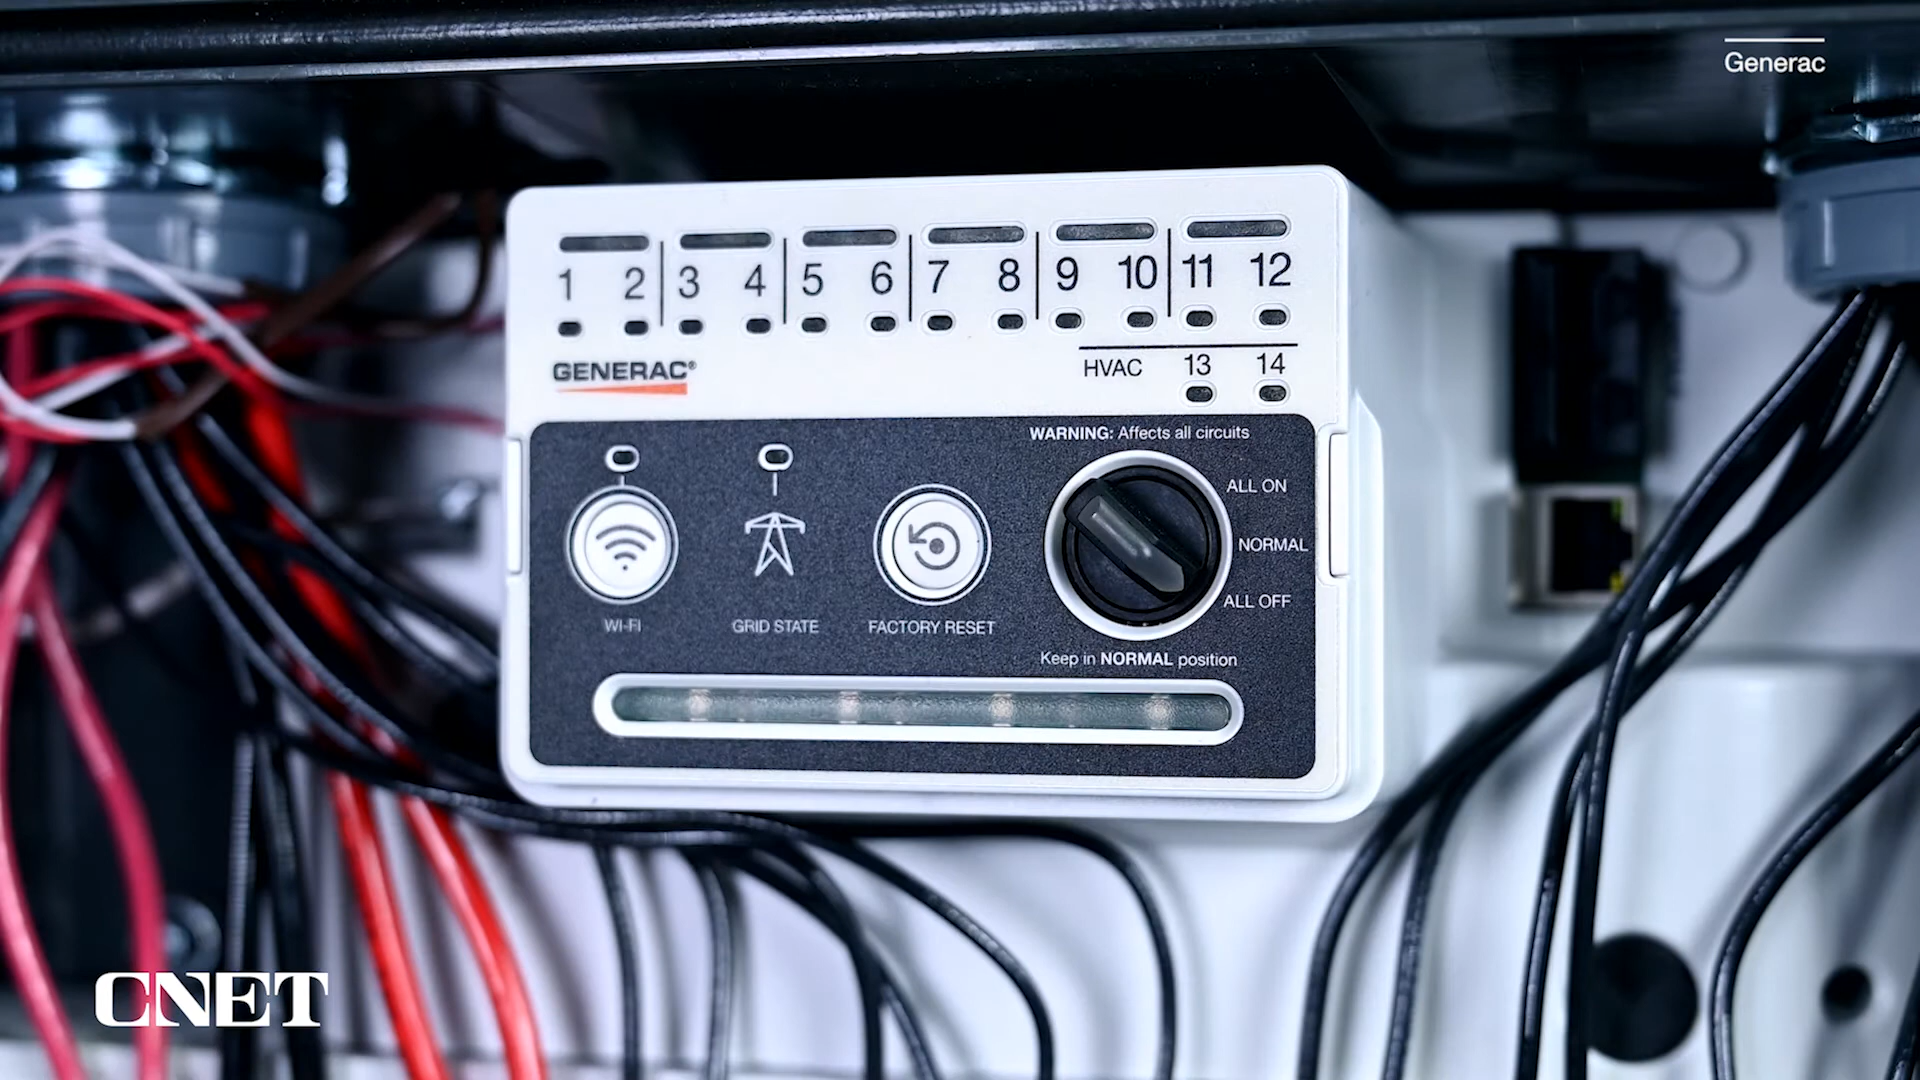 Generac
1 2 3 4 5 6 7 8 9 10 11 12
GENERAC®
HVAC 13 14
WARNING: Affects all circuits
ALL ON
NORMAL
ALL OFF
WI-FI
GRID STATE
FACTORY RESET
Keep in NORMAL position
CNET